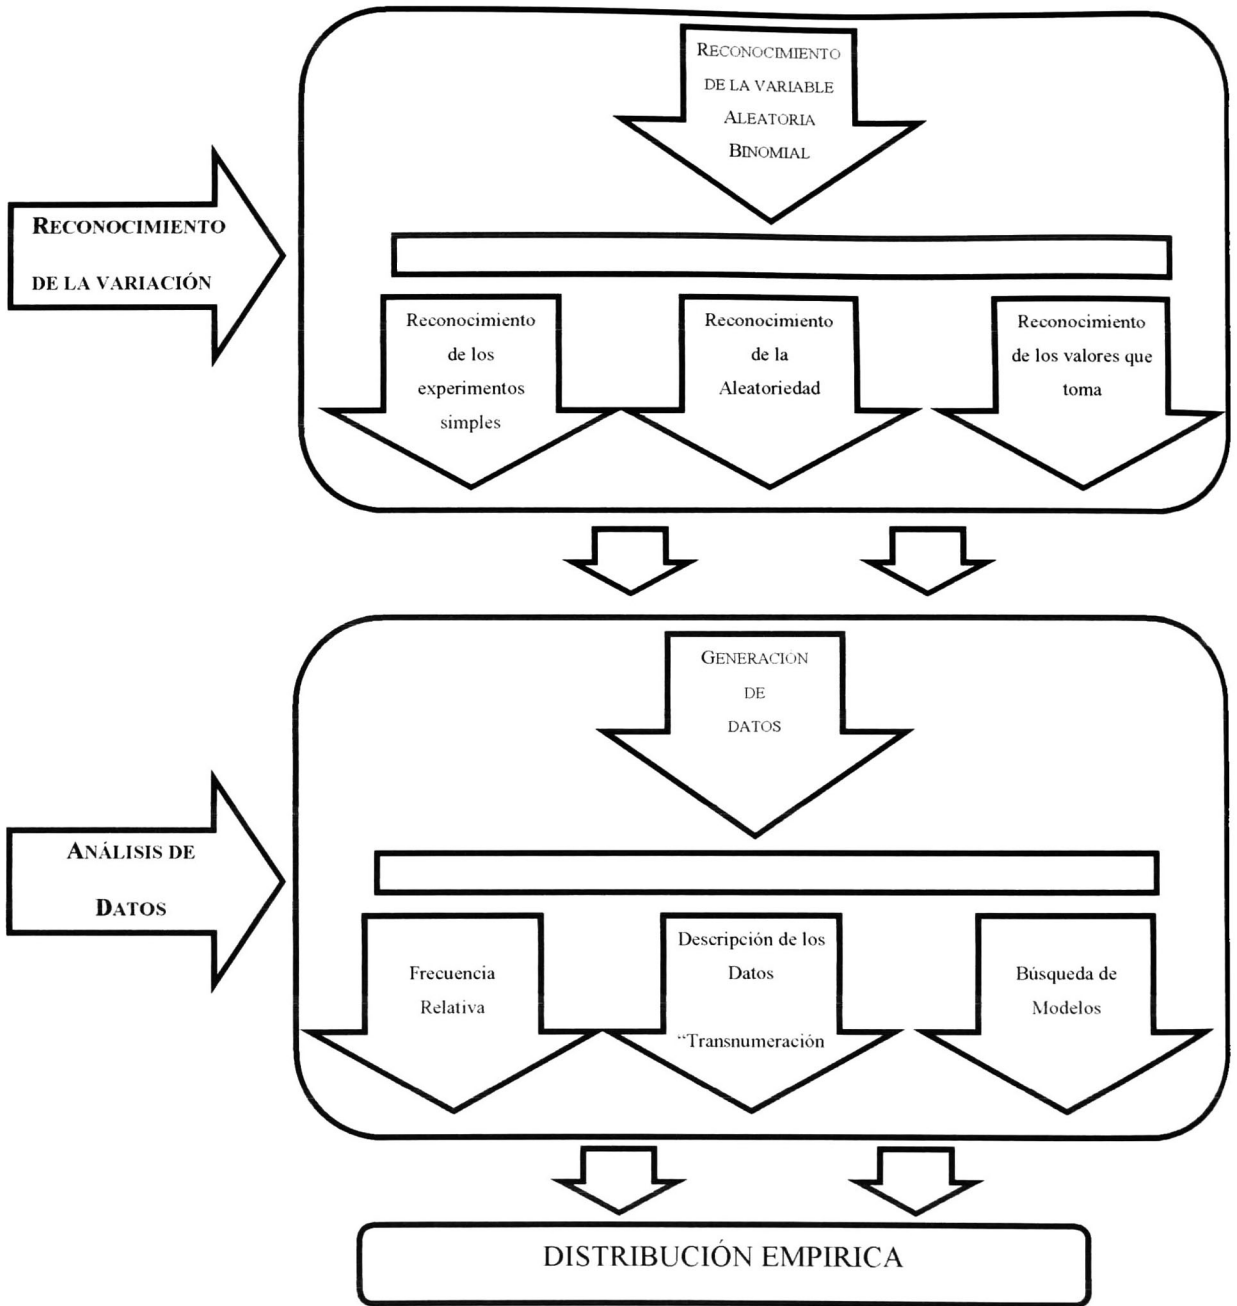 RECONOCIMIENTO
DE LA VARIABLE
ALEATORIA
BINOMIAL
RECONOCIMIENTO
DE LA VARIACIÓN
Reconocimiento
de los
experimentos
simples
Reconocimiento
de la
Aleatoriedad
Reconocimiento
de los valores que
toma
GENERACIÓN
DE
DATOS
ANÁLISIS DE
DATOS
Frecuencia
Relativa
Descripción de los
Datos
“Transnumeración
Búsqueda de
Modelos
DISTRIBUCIÓN EMPIRICA